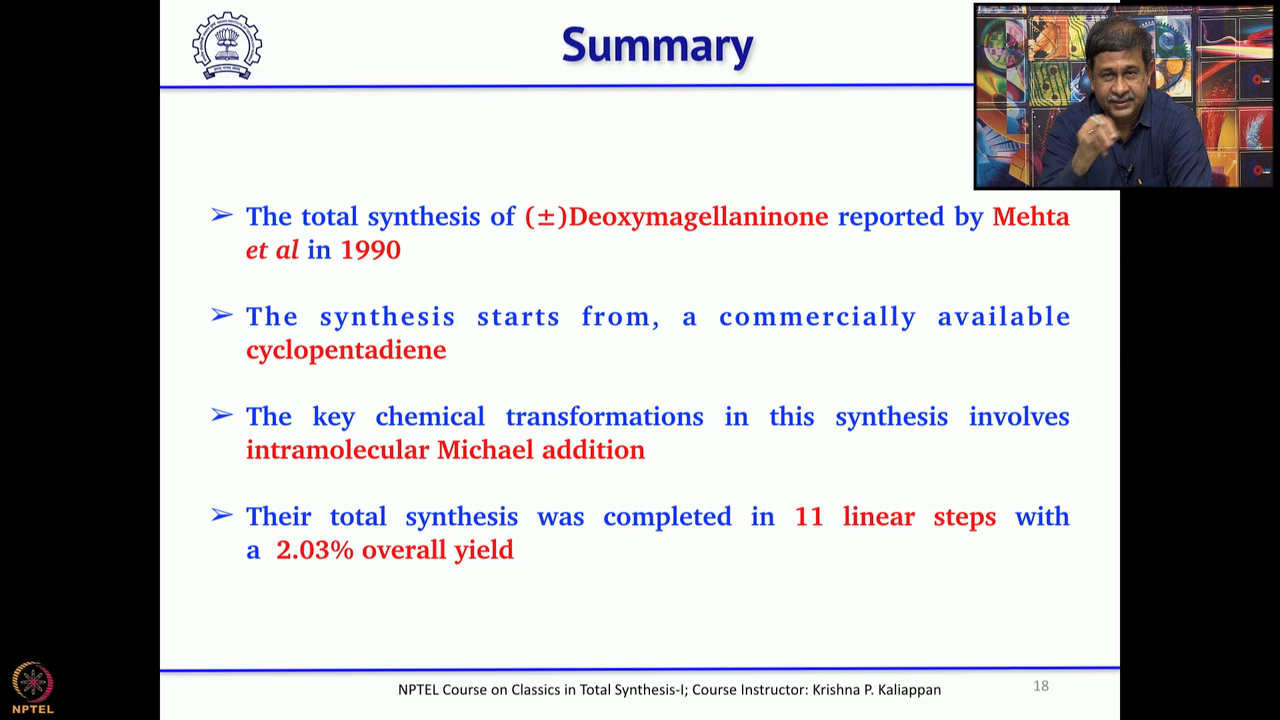 Summary
➢ The total synthesis of (±)Deoxymagellaninone reported by Mehta
et al in 1990
➢ The synthesis starts from, a commercially available
cyclopentadiene
➢ The key chemical transformations in this synthesis involves
intramolecular Michael addition
➢ Their total synthesis was completed in 11 linear steps with
a 2.03% overall yield
NPTEL Course on Classics in Total Synthesis-I; Course Instructor: Krishna P. Kaliappan
18
NPTEL